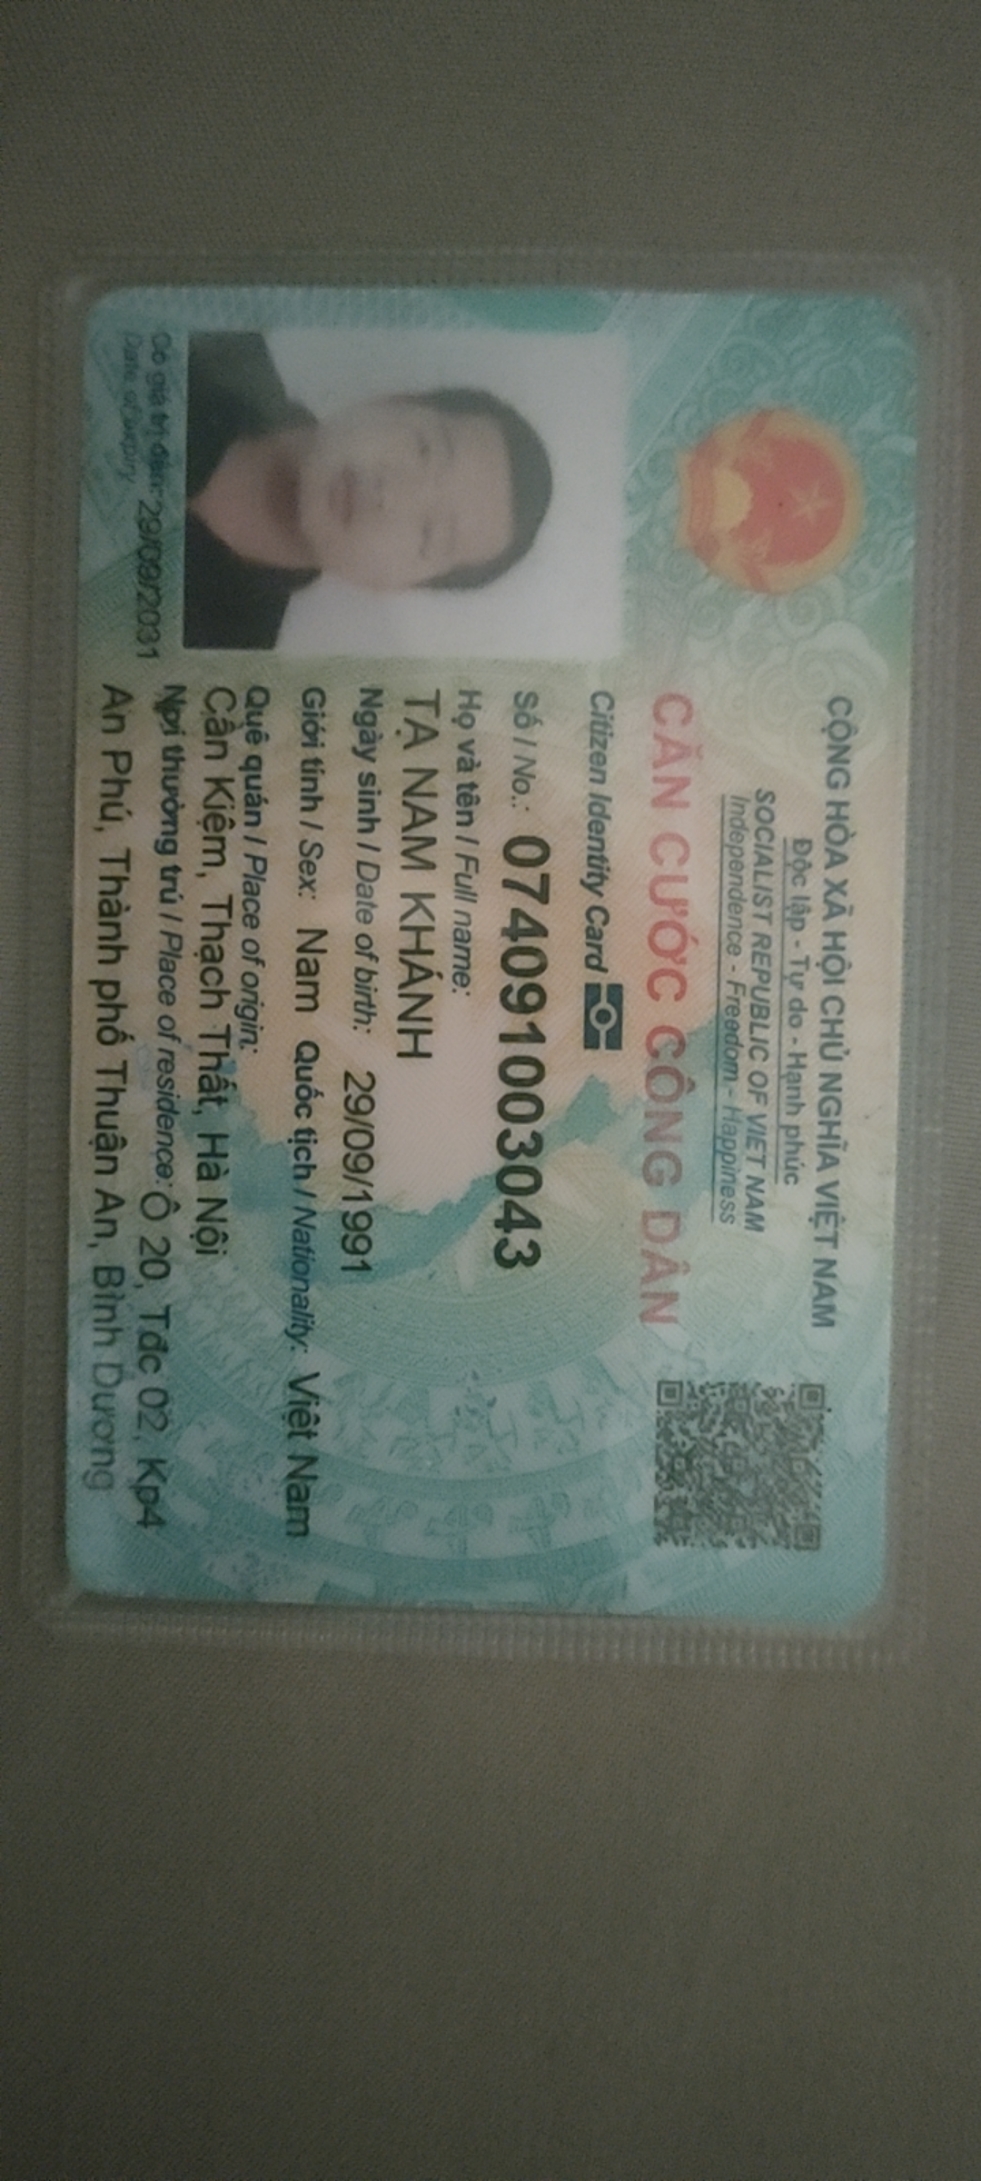 CỘNG HÒA XÃ HỘI CHỦ NGHĨA VIỆT NAM
Độc lập - Tự do - Hạnh phúc
SOCIALIST REPUBLIC OF VIET NAM
Independence - Freedom - Happiness
CĂN CƯỚC CÔNG DÂN
Citizen Identity Card
Số / No.: 074091003043
Họ và tên / Full name:
TẠ NAM KHÁNH
Ngày sinh / Date of birth: 29/09/1991
Giới tính / Sex: Nam Quốc tịch / Nationality: Việt Nam
Quê quán / Place of origin:
Cần Kiệm, Thạch Thất, Hà Nội
Nơi thường trú / Place of residence: Ô 20, Tđc 02, Kp4
An Phú, Thành phố Thuận An, Bình Dương
Có giá trị đến: 29/09/2031
Date of expiry